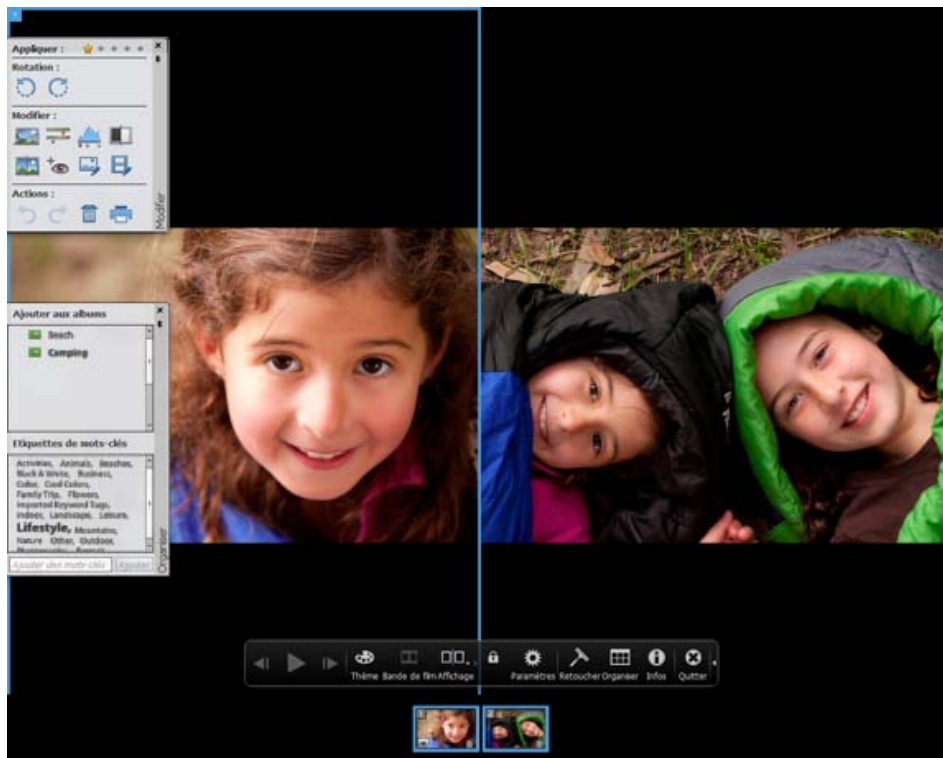 Appliquer :
Rotation :
Modifier :
Actions :
Modifier
Ajouter aux albums
Beach
Camping
Etiquettes de mots-clés
Activities, Animals, Beaches,
Black & White, Business,
Color, Cool Colors,
Family Trip, Flowers,
Imported Keyword Tags,
Indoor, Landscape, Leisure,
Lifestyle, Mountains,
Nature Other, Outdoor,
Ajouter des mots-clés Ajouter
Organiser
Thème Bande de film Affichage Paramètres Retoucher Organiser Infos Quitter